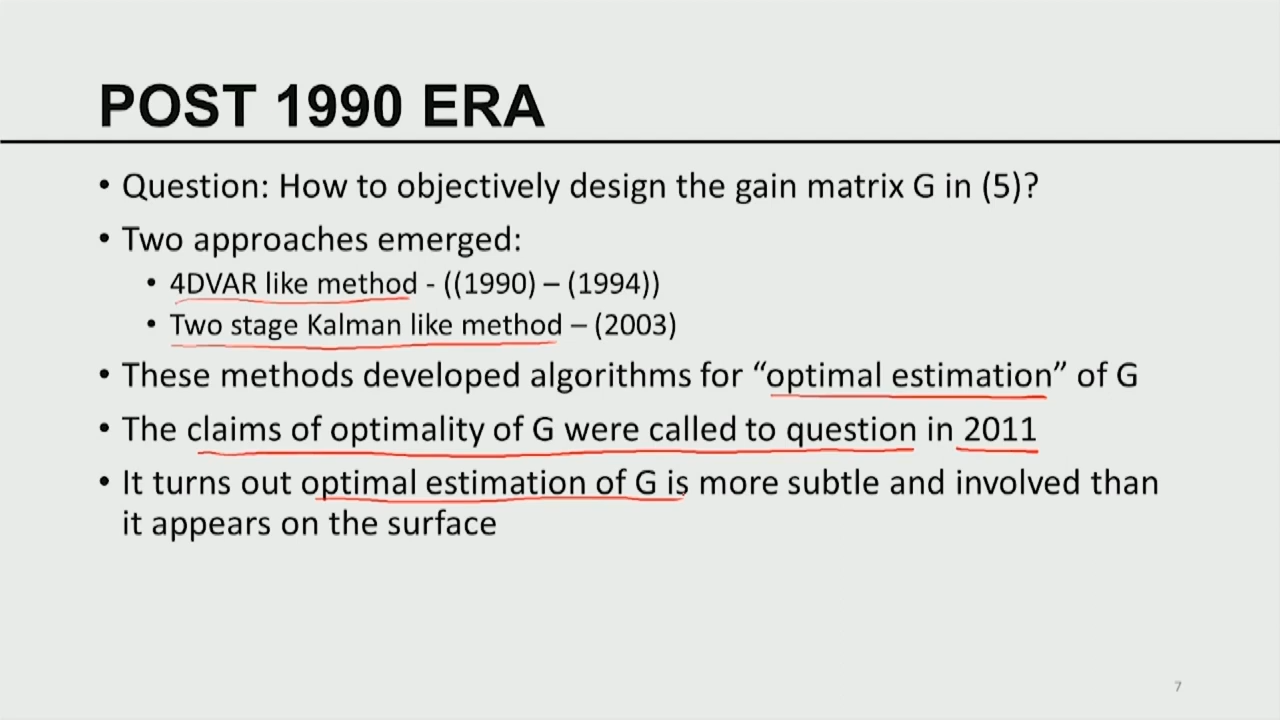 POST 1990 ERA
• Question: How to objectively design the gain matrix G in (5)?
• Two approaches emerged:
• 4DVAR like method - ((1990) – (1994))
• Two stage Kalman like method – (2003)
• These methods developed algorithms for “optimal estimation” of G
• The claims of optimality of G were called to question in 2011
• It turns out optimal estimation of G is more subtle and involved than
it appears on the surface
7